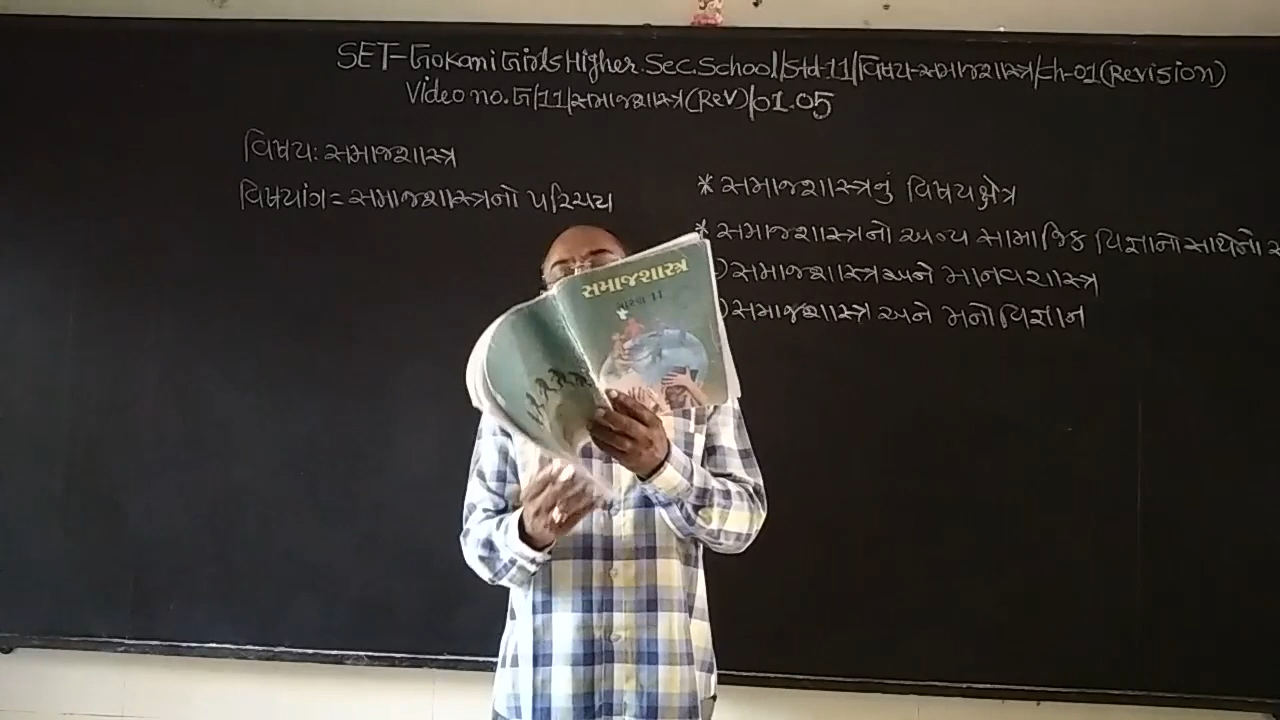 SET-Gokani Girls Higher.Sec.School/Std-11/વિષય-સમાજશાસ્ત્ર/Ch-01(Revision)
Video no.G/11/સમાજશાસ્ત્ર(Rev)/01.05
વિષય: સમાજશાસ્ત્ર
વિષયાંગ = સમાજશાસ્ત્રનો પરિચય
* સમાજશાસ્ત્રનું વિષયક્ષેત્ર
* સમાજશાસ્ત્રનો અન્ય સામાજિક વિજ્ઞાનો સાથેનો
સમાજશાસ્ત્ર અને માનવશાસ્ત્ર
સમાજશાસ્ત્ર અને મનોવિજ્ઞાન
સમાજશાસ્ત્ર
ધોરણ 11